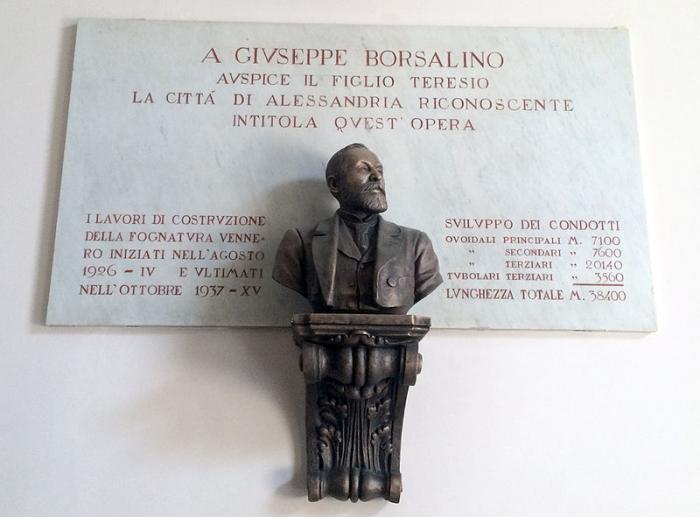 A GIVSEPPE BORSALINO
AVSPICE IL FIGLIO TERESIO
LA CITTÁ DI ALESSANDRIA RICONOSCENTE
INTITOLA QVEST' OPERA
I LAVORI DI COSTRVZIONE
DELLA FOGNATVRA VENNE-
RO INIZIATI NELL'AGOSTO
1926 - IV E VLTIMATI
NELL'OTTOBRE 1937 - XV
SVILVPPO DEI CONDOTTI
OVOIDALI PRINCIPALI M. 7100
" SECONDARI " 7600
" TERZIARI " 20140
TVBOLARI TERZIARI " 3560
LVNGHEZZA TOTALE M. 38400